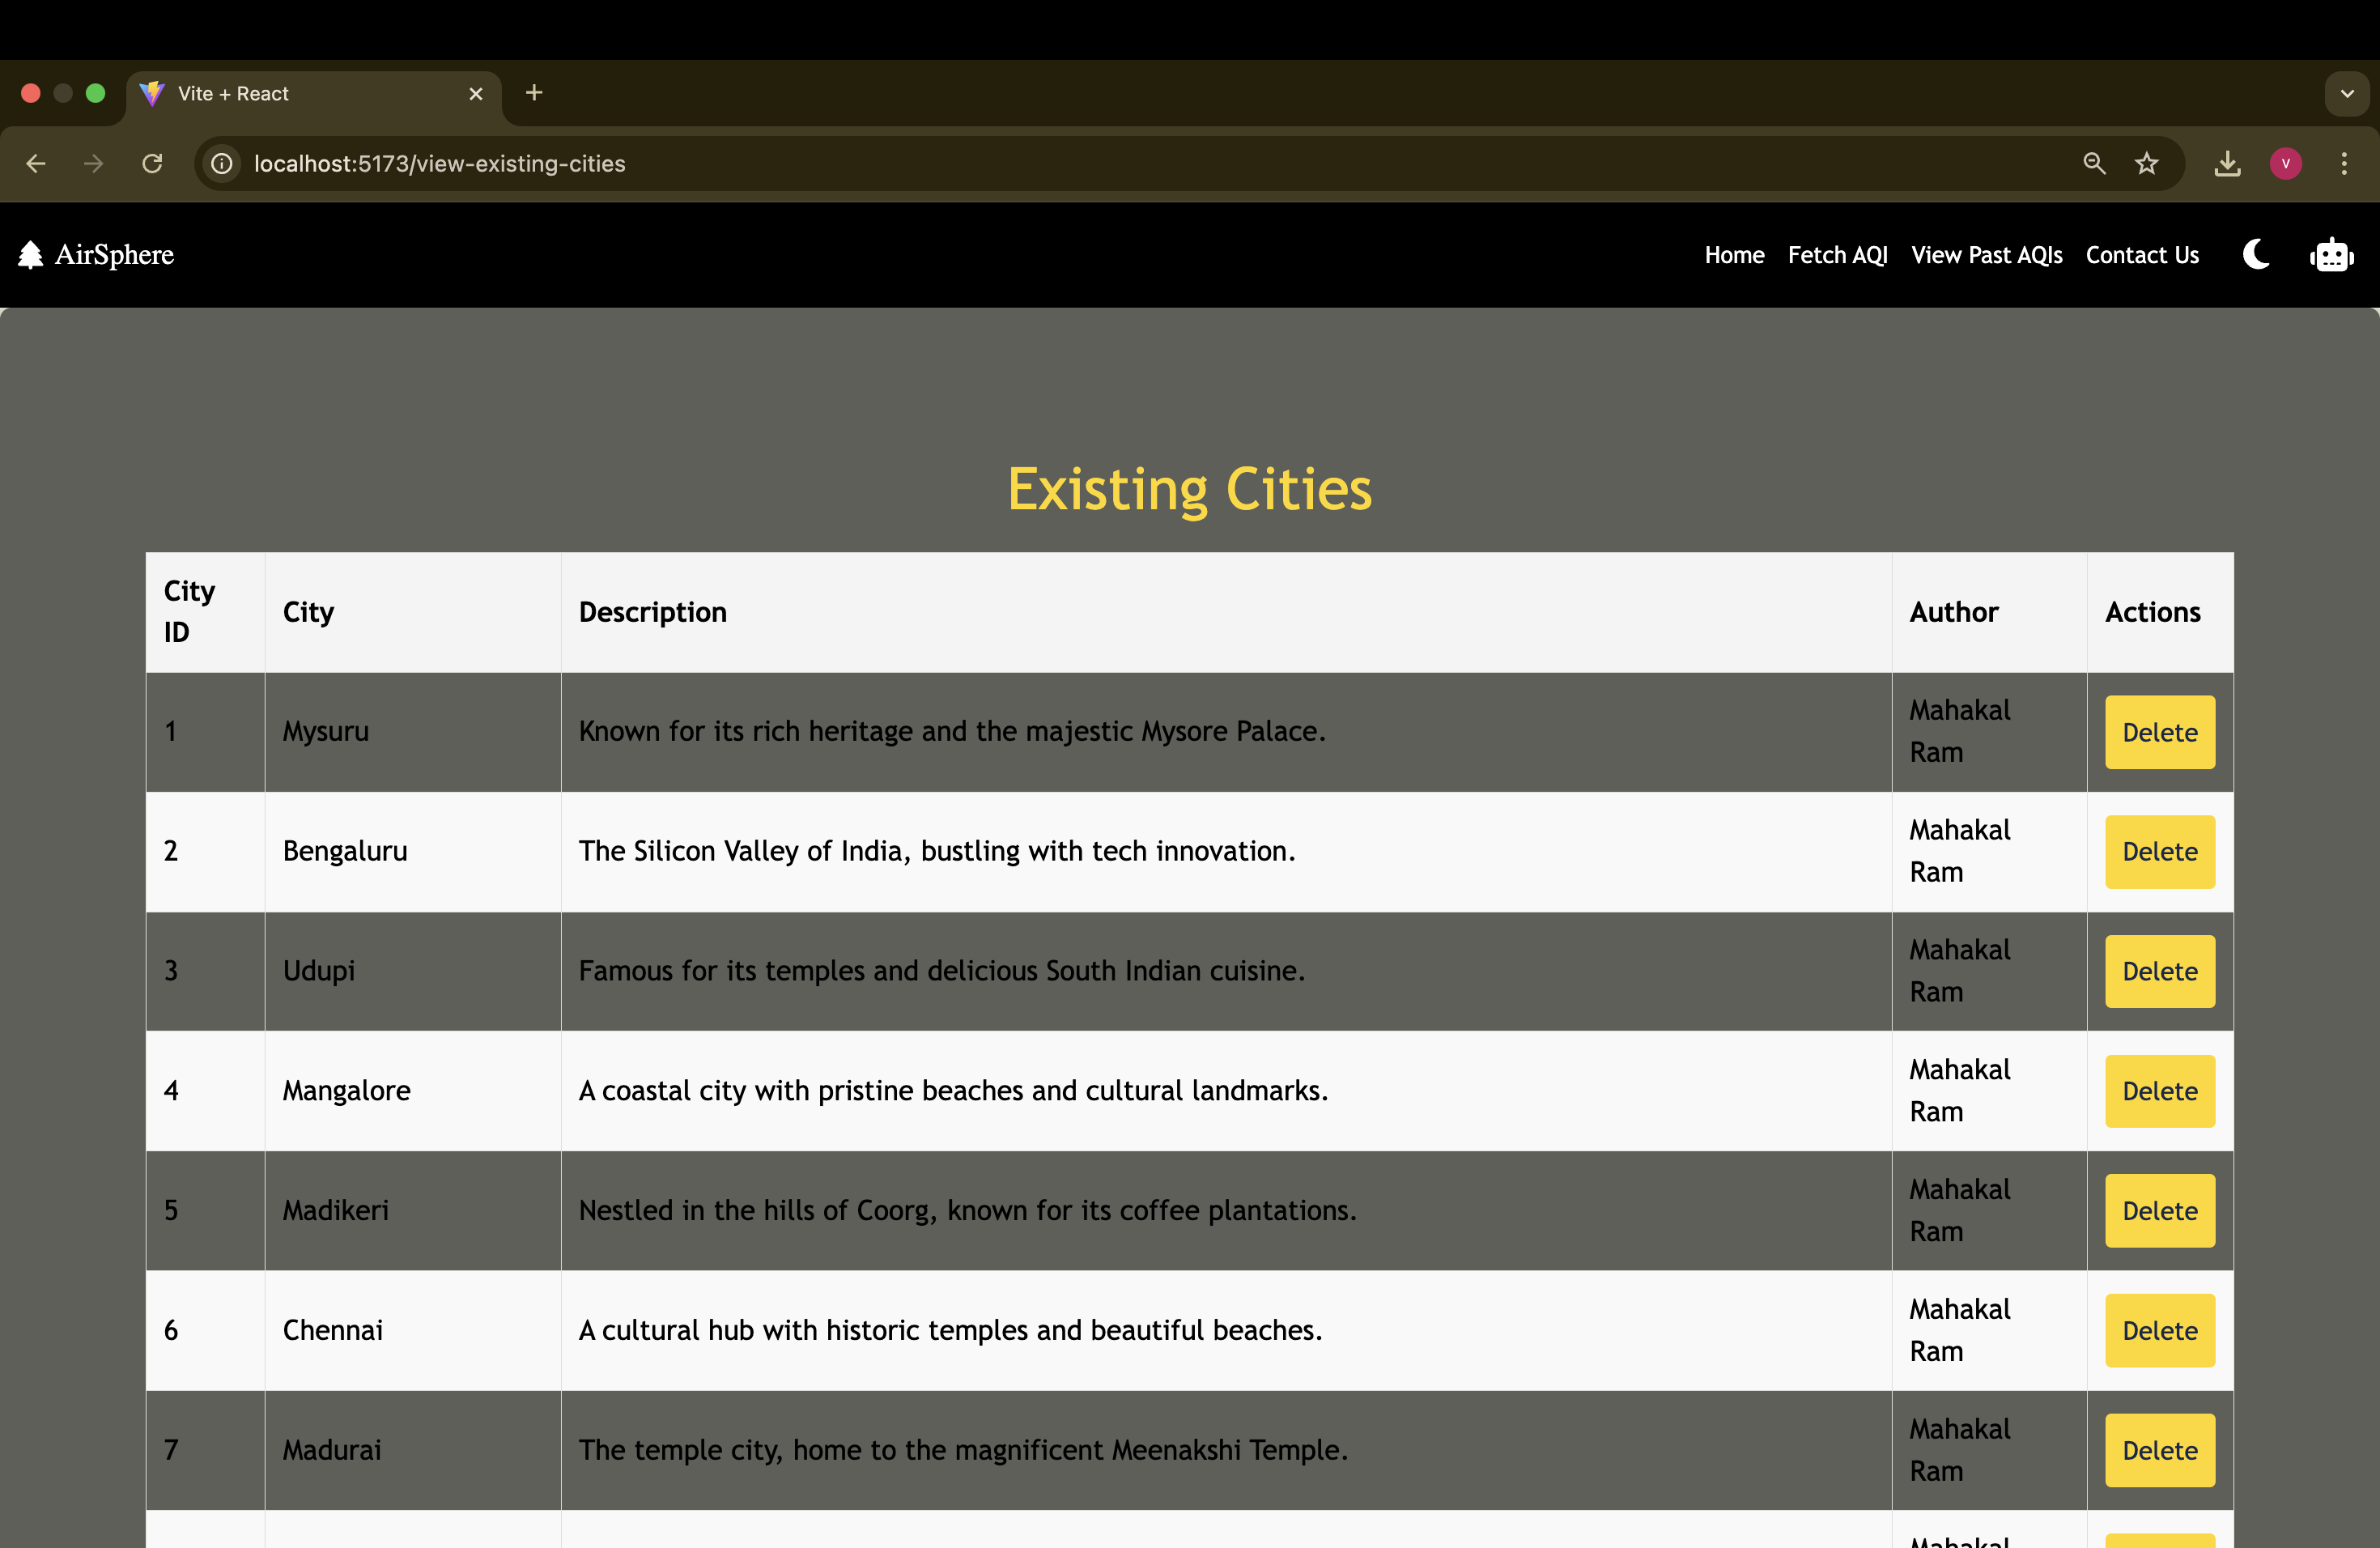 Vite + React
localhost:5173/view-existing-cities
V
AirSphere
Home Fetch AQI View Past AQIs Contact Us
Existing Cities
City
ID
City
Description
Author
Actions
1
Mysuru
Known for its rich heritage and the majestic Mysore Palace.
Mahakal
Ram
Delete
2
Bengaluru
The Silicon Valley of India, bustling with tech innovation.
Mahakal
Ram
Delete
3
Udupi
Famous for its temples and delicious South Indian cuisine.
Mahakal
Ram
Delete
4
Mangalore
A coastal city with pristine beaches and cultural landmarks.
Mahakal
Ram
Delete
5
Madikeri
Nestled in the hills of Coorg, known for its coffee plantations.
Mahakal
Ram
Delete
6
Chennai
A cultural hub with historic temples and beautiful beaches.
Mahakal
Ram
Delete
7
Madurai
The temple city, home to the magnificent Meenakshi Temple.
Mahakal
Ram
Delete